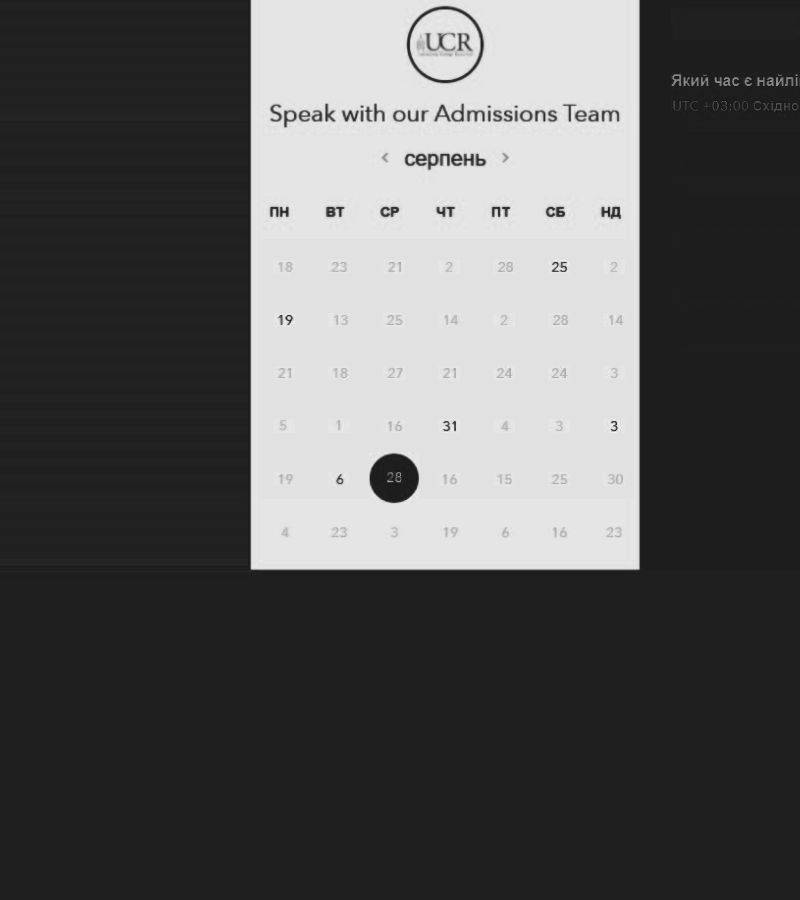 UCR
Speak with our Admissions Team
< серпень >
ПН ВТ СР ЧТ ПТ СБ НД
18 23 21 2 28 25 2
19 13 25 14 2 28 14
21 18 27 21 24 24 3
5 1 16 31 4 3 3
19 6 28 16 15 25 30
4 23 3 19 6 16 23
Який час є найлі
UTC +03:00 Східно